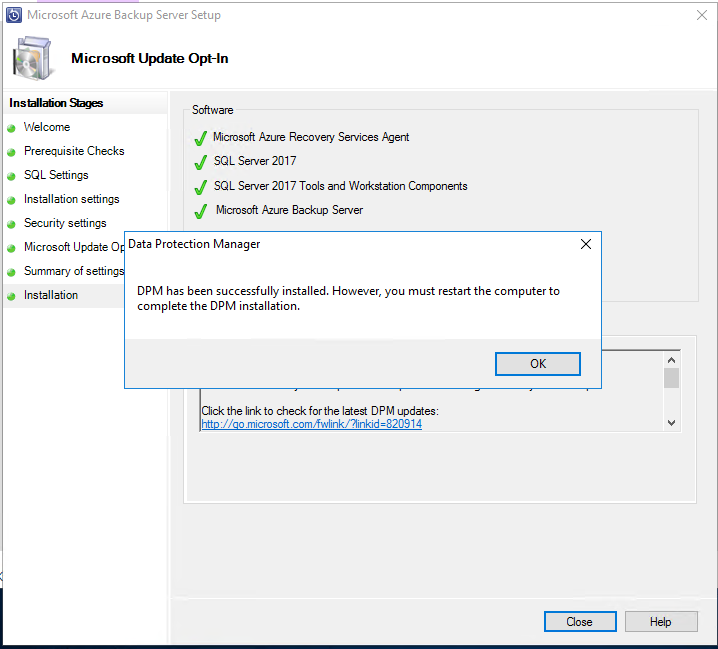 Microsoft Azure Backup Server Setup
Microsoft Update Opt-In
Installation Stages
Welcome
Prerequisite Checks
SQL Settings
Installation settings
Security settings
Microsoft Update Op
Summary of settings
Installation
Software
Microsoft Azure Recovery Services Agent
SQL Server 2017
SQL Server 2017 Tools and Workstation Components
Microsoft Azure Backup Server
Data Protection Manager
DPM has been successfully installed. However, you must restart the computer to
complete the DPM installation.
OK
Click the link to check for the latest DPM updates:
http://go.microsoft.com/fwlink/?linkid=820914
Close
Help